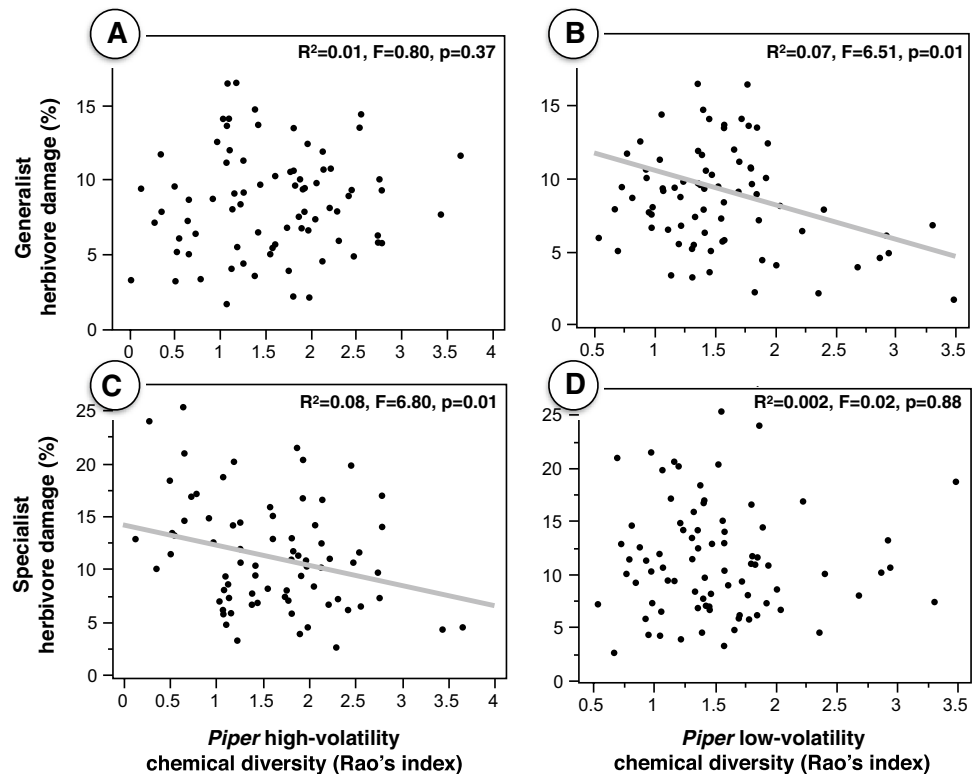 A
R²=0.01, F=0.80, p=0.37
B
R²=0.07, F=6.51, p=0.01
Generalist
herbivore damage (%)
15
10
5
0
0 0.5 1 1.5 2 2.5 3 3.5 4
15
10
5
0
0.5 1 1.5 2 2.5 3 3.5
C
R²=0.08, F=6.80, p=0.01
D
R²=0.002, F=0.02, p=0.88
Specialist
herbivore damage (%)
25
20
15
10
5
0
0 0.5 1 1.5 2 2.5 3 3.5 4
25
20
15
10
5
0
0.5 1 1.5 2 2.5 3 3.5
Piper high-volatility
chemical diversity (Rao's index)
Piper low-volatility
chemical diversity (Rao's index)